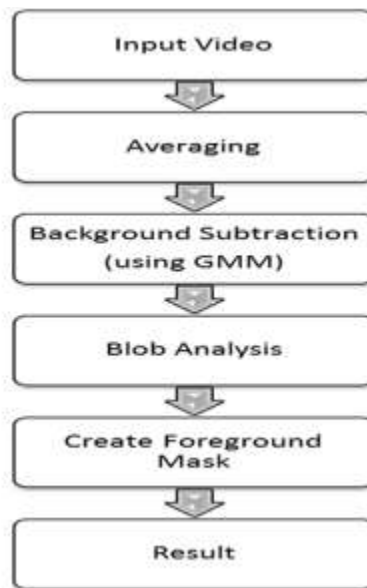 Input Video
Averaging
Background Subtraction
(using GMM)
Blob Analysis
Create Foreground
Mask
Result